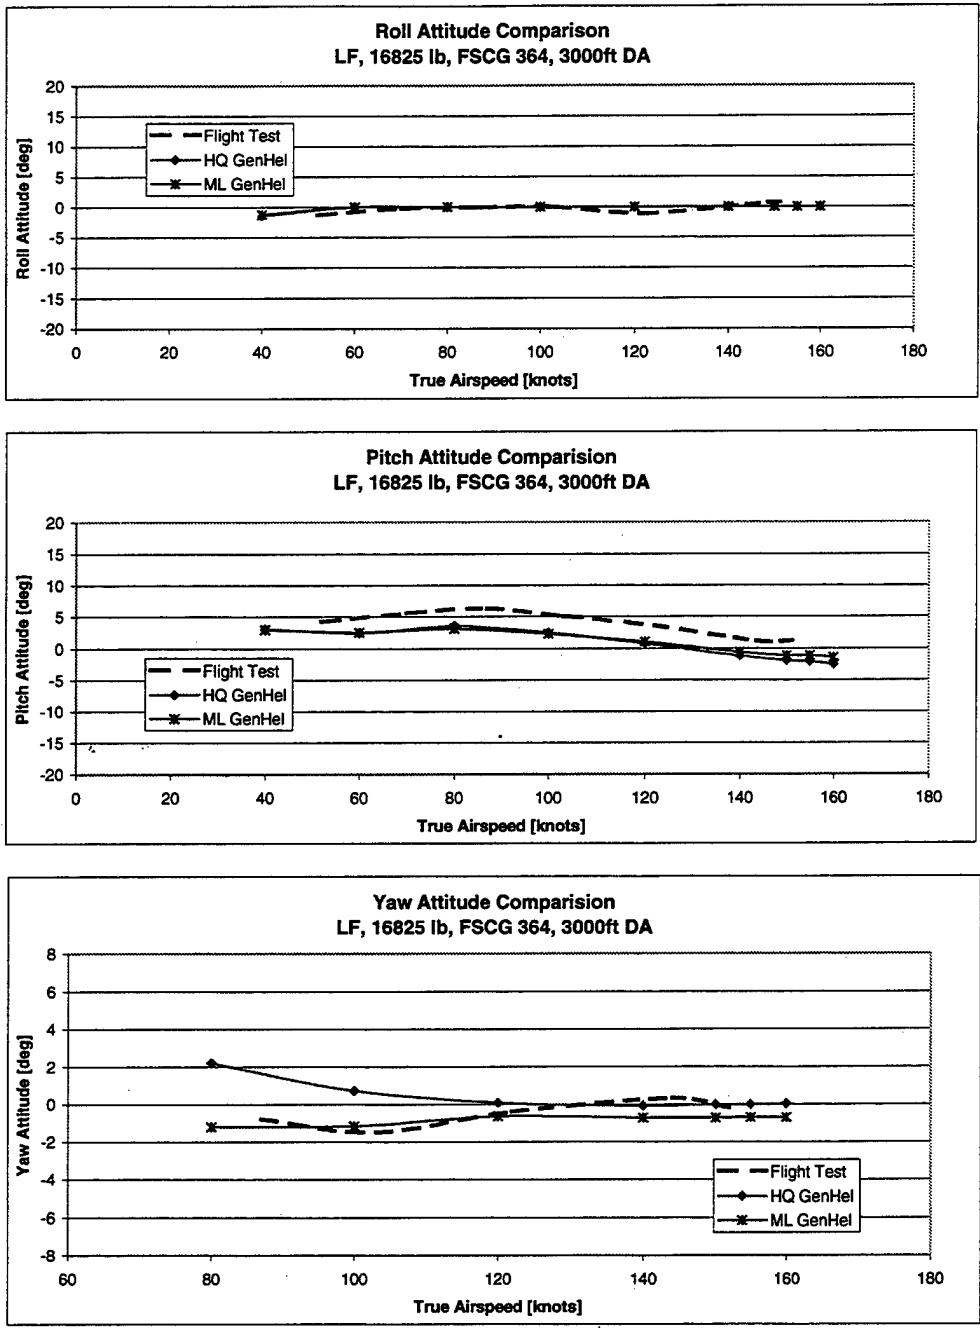 Roll Attitude Comparison
LF, 16825 lb, FSCG 364, 3000ft DA
Roll Attitude [deg]
20
15
10
5
0
-5
-10
-15
-20
Flight Test
HQ GenHel
ML GenHel
0 20 40 60 80 100 120 140 160 180
True Airspeed [knots]
Pitch Attitude Comparision
LF, 16825 lb, FSCG 364, 3000ft DA
Pitch Attitude [deg]
20
15
10
5
0
-5
-10
-15
-20
Flight Test
HQ GenHel
ML GenHel
0 20 40 60 80 100 120 140 160 180
True Airspeed [knots]
Yaw Attitude Comparision
LF, 16825 lb, FSCG 364, 3000ft DA
Yaw Attitude [deg]
8
6
4
2
0
-2
-4
-6
-8
Flight Test
HQ GenHel
ML GenHel
60 80 100 120 140 160 180
True Airspeed [knots]